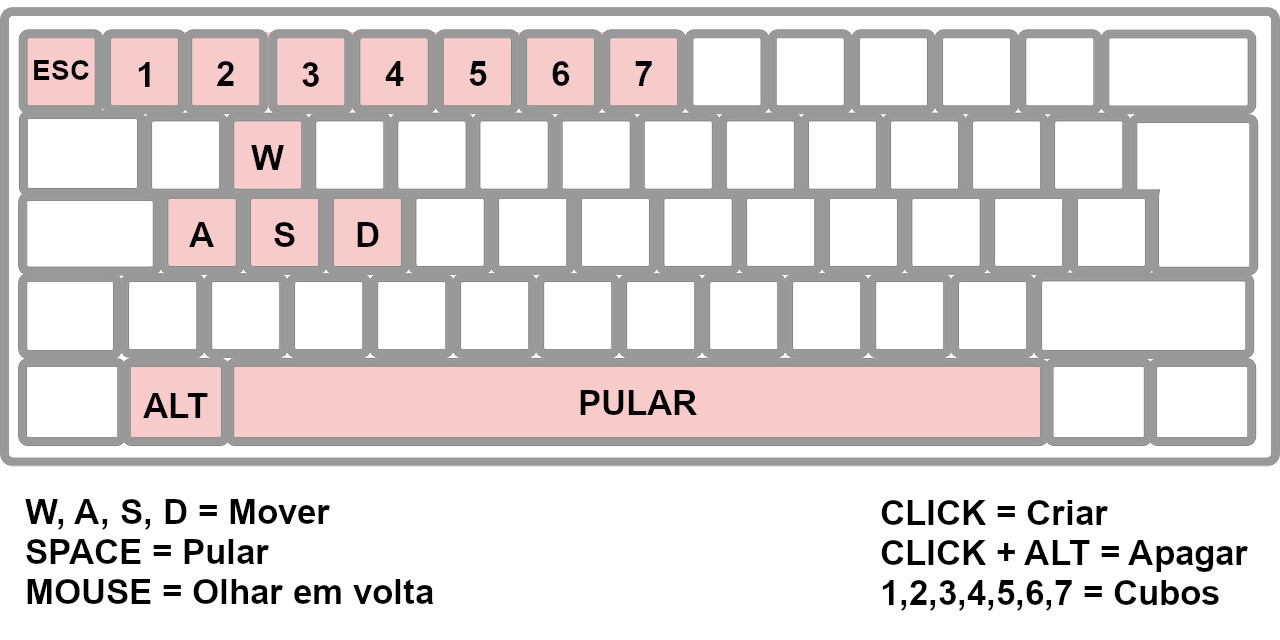 ESC 1 2 3 4 5 6 7
W
A S D
ALT PULAR
W, A, S, D = Mover
SPACE = Pular
MOUSE = Olhar em volta
CLICK = Criar
CLICK + ALT = Apagar
1,2,3,4,5,6,7 = Cubos